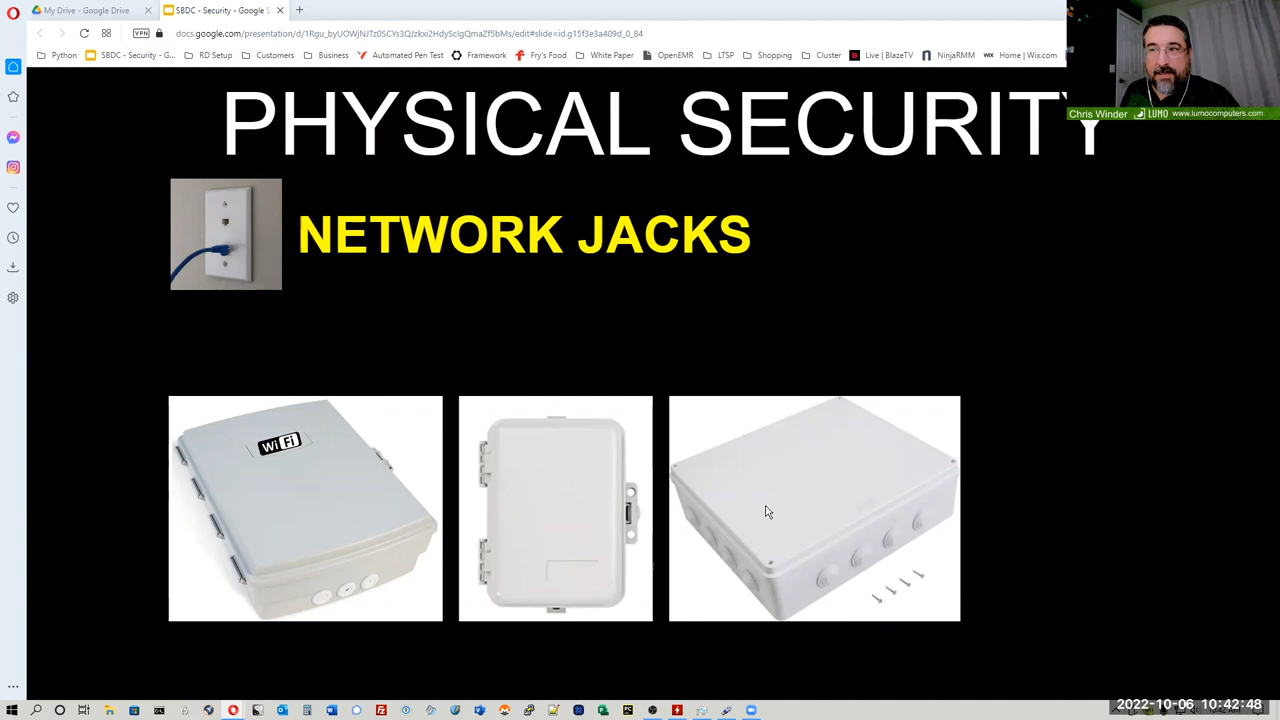 My Drive - Google Drive
SBDC - Security - Google S
VPN
docs.google.com/presentation/d/1Rgu_byUOWjNJTz0SCYs3QJzkxi2HdyScIgQmaZf5bMs/edit#slide=id.g15f3e3a409d_0_84
Python
SBDC - Security - G...
RD Setup
Customers
Business
Automated Pen Test
Framework
Fry's Food
White Paper
OpenEMR
LTSP
Shopping
Cluster
Live | BlazeTV
NinjaRMM
Home | Wix.com
Chris Winder
LUMO
www.lumocomputers.com
PHYSICAL SECURITY
NETWORK JACKS
WiFi
2022-10-06 10:42:48